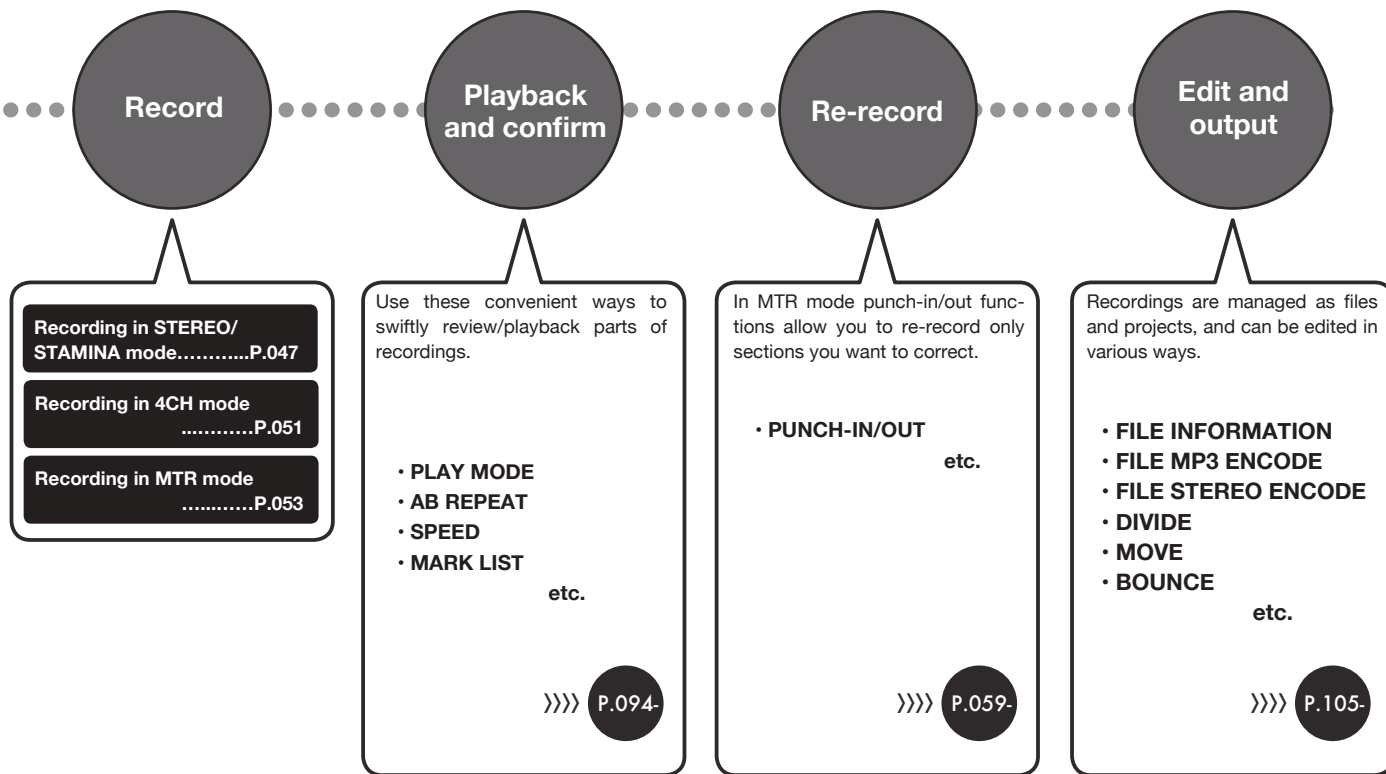 Record
Playback
and confirm
Re-record
Edit and
output
Recording in STEREO/
STAMINA mode………....P.047
Recording in 4CH mode
...………P.051
Recording in MTR mode
…...……P.053
Use these convenient ways to
swiftly review/playback parts of
recordings.
・PLAY MODE
・AB REPEAT
・SPEED
・MARK LIST
etc.
》》 P.094-
In MTR mode punch-in/out func-
tions allow you to re-record only
sections you want to correct.
・PUNCH-IN/OUT
etc.
》》 P.059-
Recordings are managed as files
and projects, and can be edited in
various ways.
・FILE INFORMATION
・FILE MP3 ENCODE
・FILE STEREO ENCODE
・DIVIDE
・MOVE
・BOUNCE
etc.
》》 P.105-